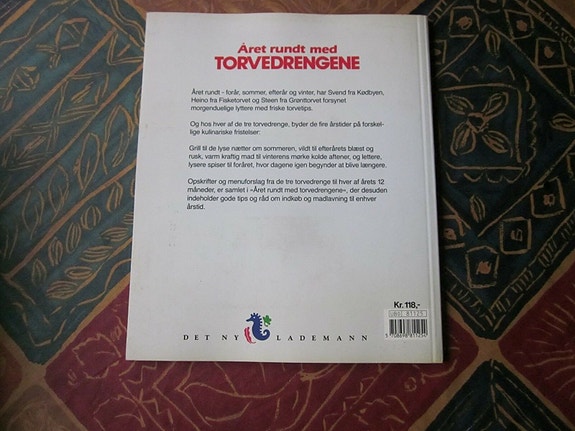 Året rundt med
TORVEDRENGENE
Året rundt - forår, sommer, efterår og vinter, har Svend fra Kødbyen,
Heino fra Fisketorvet og Steen fra Grønttorvet forsynet
morgenduelige lyttere med friske torvetips.
Og hos hver af de tre torvedrenge, byder de fire årstider på forskel-
lige kulinariske fristelser:
Grill til de lyse nætter om sommeren, vildt til efterårets blæst og
rusk, varm kraftig mad til vinterens mørke kolde aftener, og lettere,
lysere spiser til foråret, hvor dagene igen begynder at blive længere.
Opskrifter og menuforslag fra de tre torvedrenge til hver af årets 12
måneder, er samlet i »Året rundt med torvedrengene«, der desuden
indeholder gode tips og råd om indkøb og madlavning til enhver
årstid.
Kr. 118,-
81125
5 708698 811254
DET NY LADEMANN